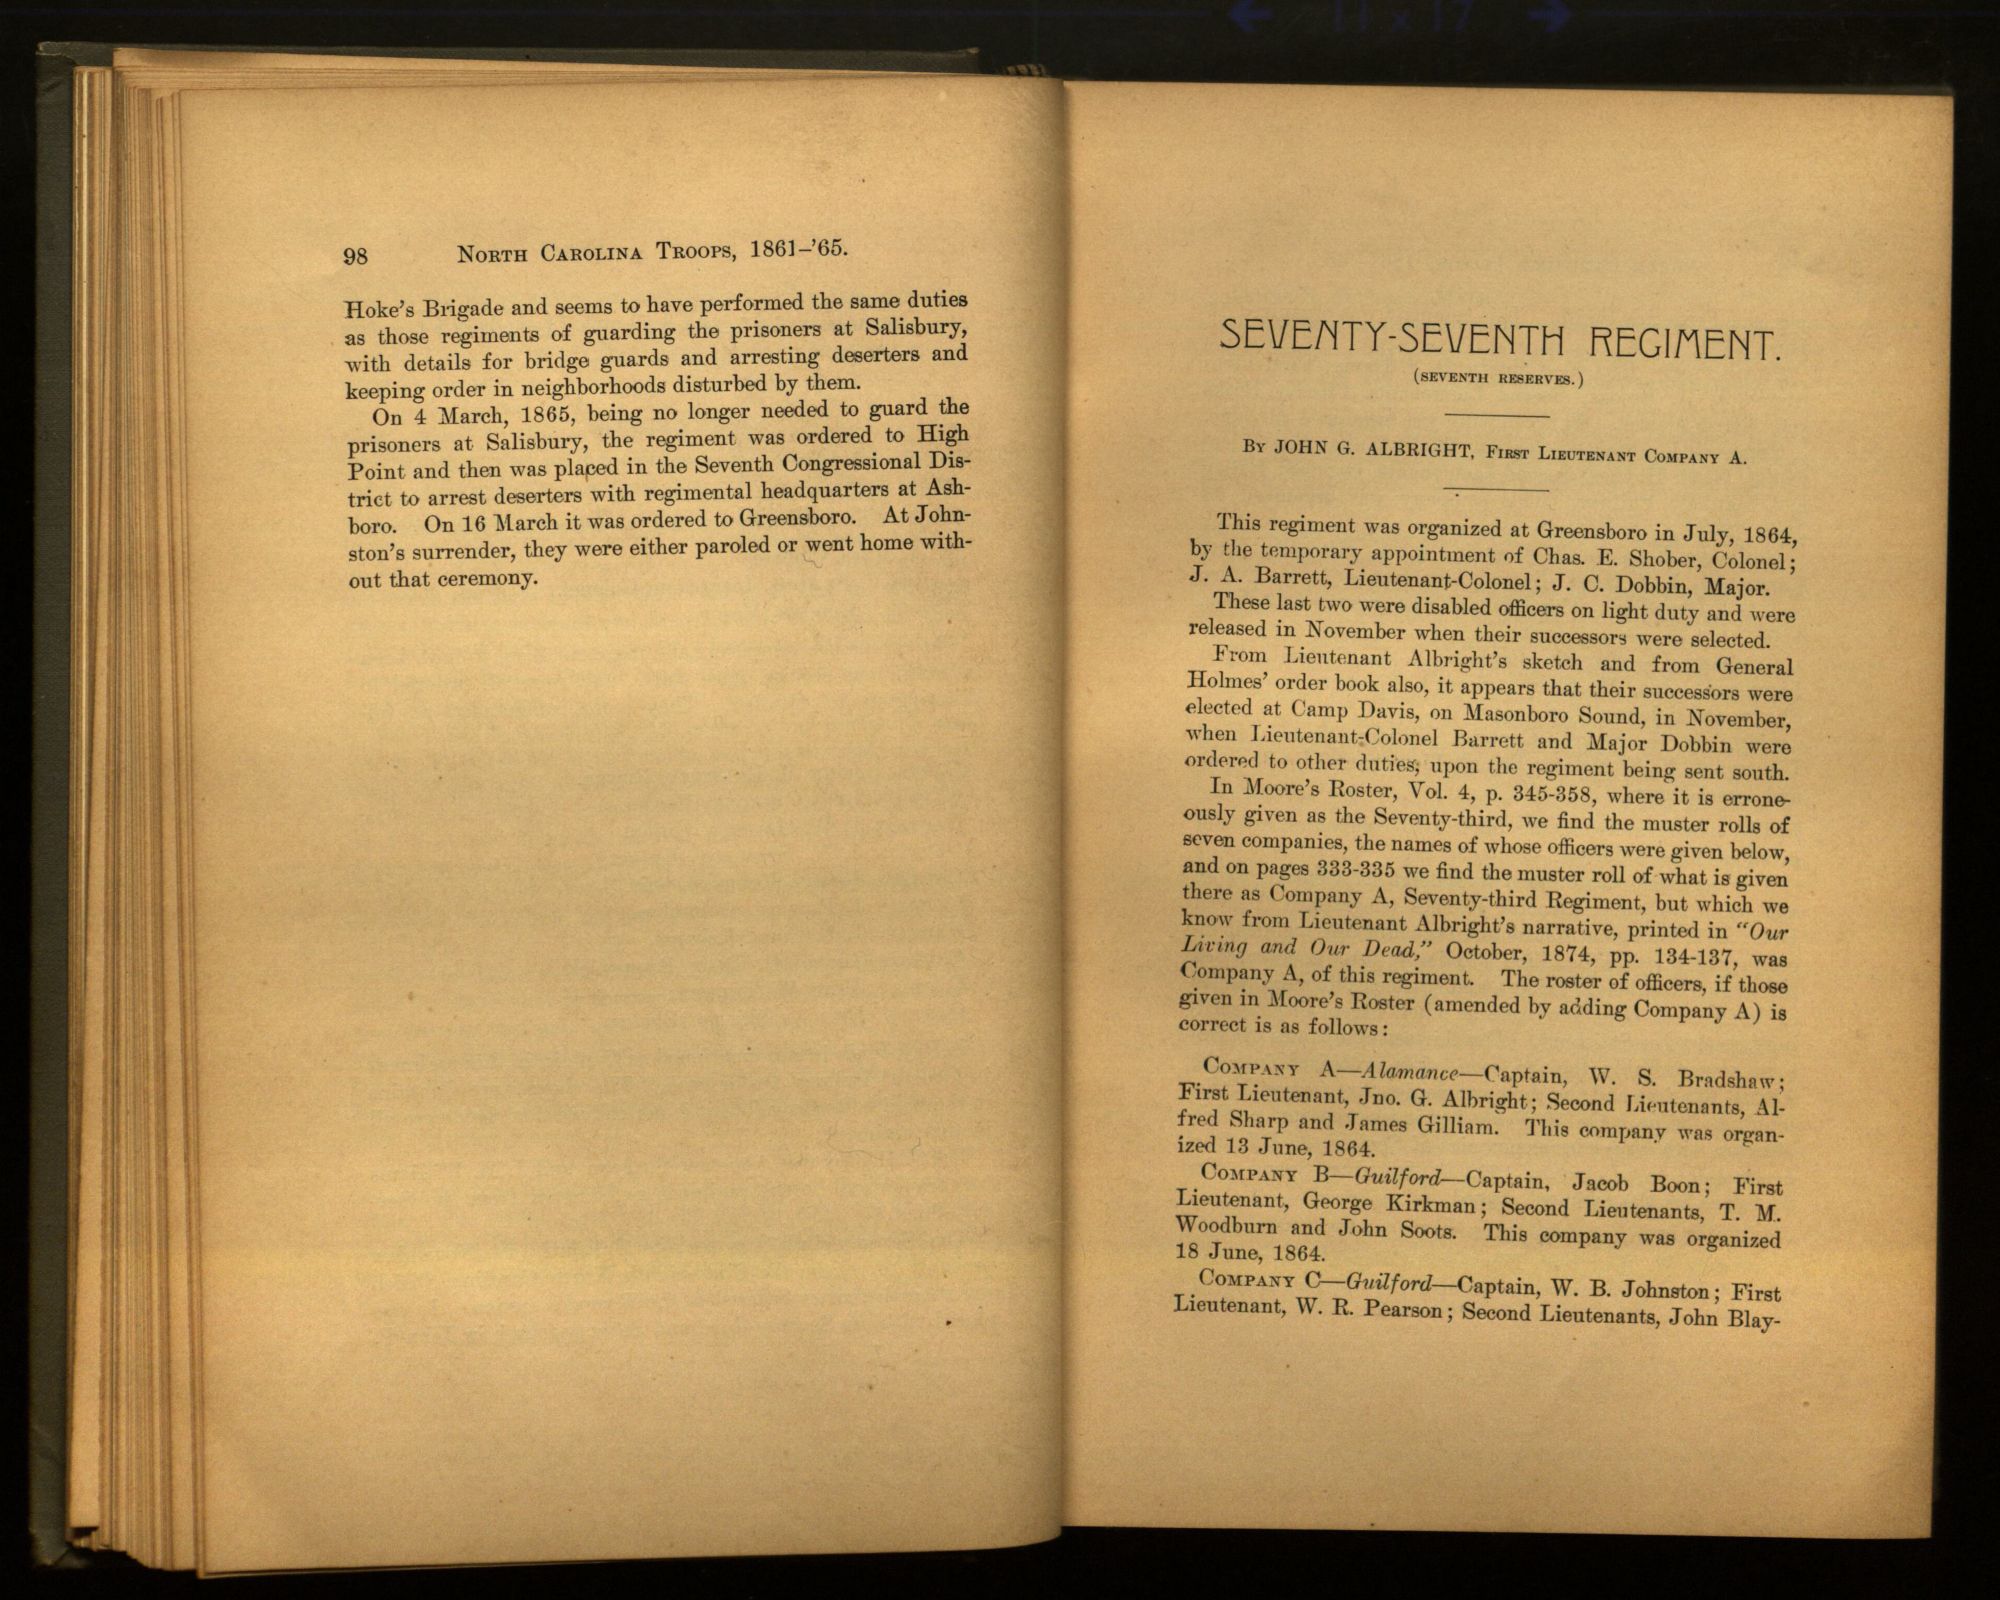 ← 11 x 17 →
98 North Carolina Troops, 1861-'65.
Hoke's Brigade and seems to have performed the same duties
as those regiments of guarding the prisoners at Salisbury,
with details for bridge guards and arresting deserters and
keeping order in neighborhoods disturbed by them.
On 4 March, 1865, being no longer needed to guard the
prisoners at Salisbury, the regiment was ordered to High
Point and then was placed in the Seventh Congressional Dis-
trict to arrest deserters with regimental headquarters at Ash-
boro. On 16 March it was ordered to Greensboro. At John-
ston's surrender, they were either paroled or went home with-
out that ceremony.
SEVENTY-SEVENTH REGIMENT.
(SEVENTH RESERVES.)
By JOHN G. ALBRIGHT, First Lieutenant Company A.
This regiment was organized at Greensboro in July, 1864,
by the temporary appointment of Chas. E. Shober, Colonel;
J. A. Barrett, Lieutenant-Colonel; J. C. Dobbin, Major.
These last two were disabled officers on light duty and were
released in November when their successors were selected.
From Lieutenant Albright's sketch and from General
Holmes' order book also, it appears that their successors were
elected at Camp Davis, on Masonboro Sound, in November,
when Lieutenant-Colonel Barrett and Major Dobbin were
ordered to other duties, upon the regiment being sent south.
In Moore's Roster, Vol. 4, p. 345-358, where it is errone-
ously given as the Seventy-third, we find the muster rolls of
seven companies, the names of whose officers were given below,
and on pages 333-335 we find the muster roll of what is given
there as Company A, Seventy-third Regiment, but which we
know from Lieutenant Albright's narrative, printed in "Our
Living and Our Dead," October, 1874, pp. 134-137, was
Company A, of this regiment. The roster of officers, if those
given in Moore's Roster (amended by adding Company A) is
correct is as follows:
Company A—Alamance—Captain, W. S. Bradshaw;
First Lieutenant, Jno. G. Albright; Second Lieutenants, Al-
fred Sharp and James Gilliam. This company was organ-
ized 13 June, 1864.
Company B—Guilford—Captain, Jacob Boon; First
Lieutenant, George Kirkman; Second Lieutenants, T. M.
Woodburn and John Soots. This company was organized
18 June, 1864.
Company C—Guilford—Captain, W. B. Johnston; First
Lieutenant, W. R. Pearson; Second Lieutenants, John Blay-